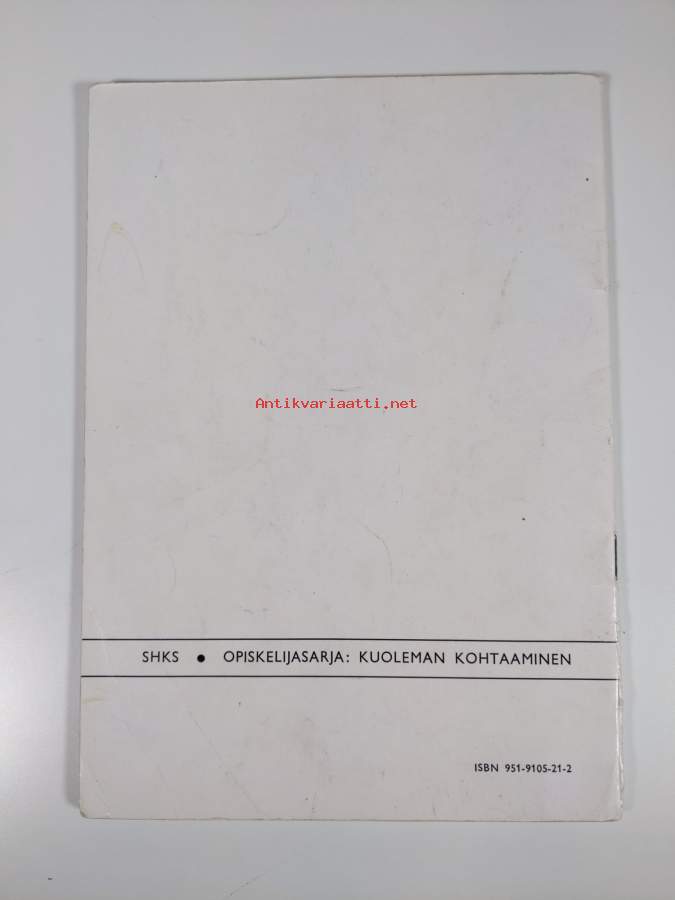 Antikvariaatti.net
SHKS • OPISKELIJASARJA: KUOLEMAN KOHTAAMINEN
ISBN 951-9105-21-2